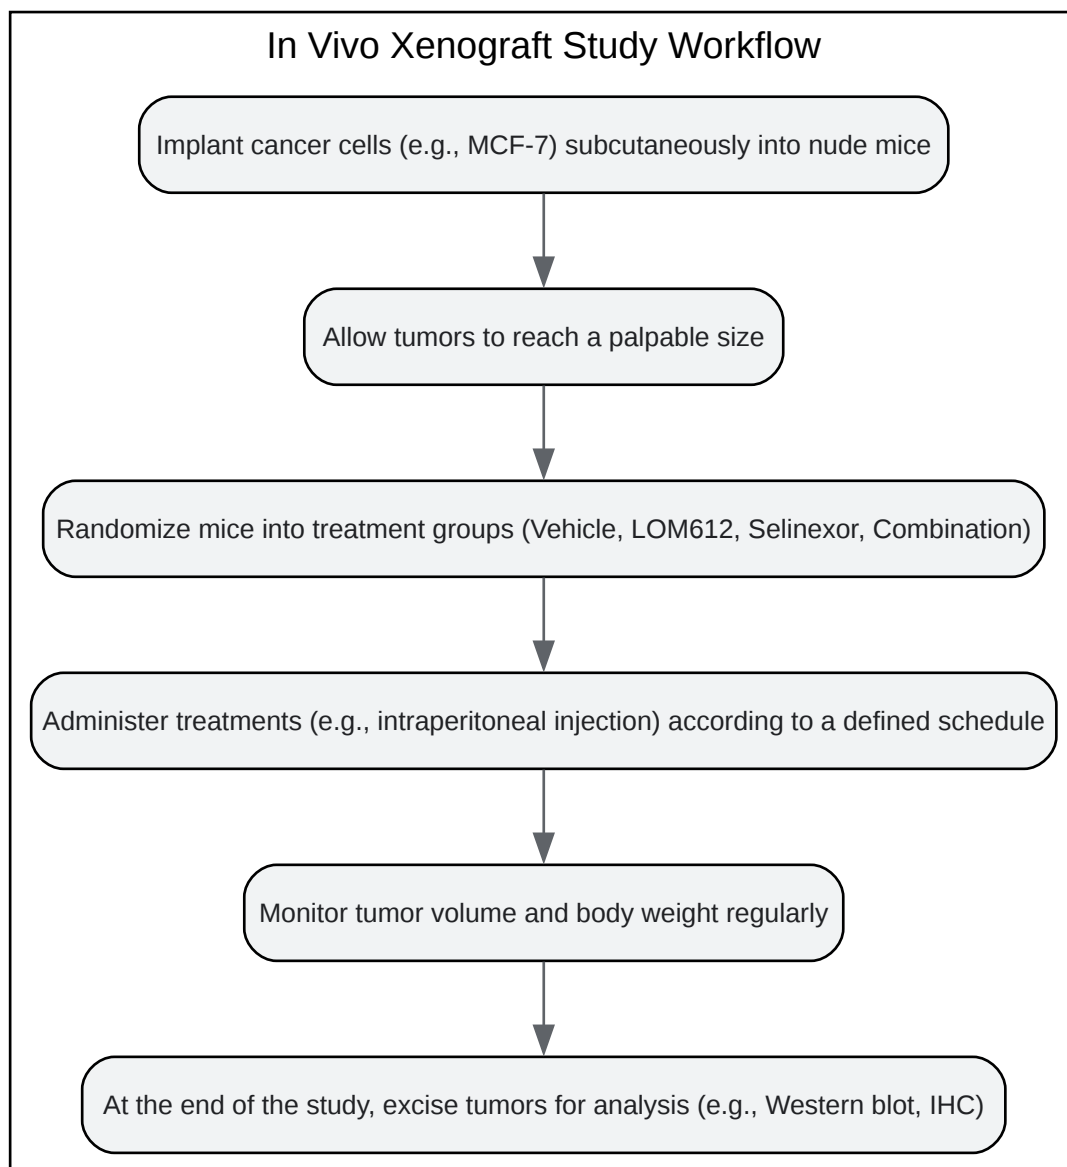 In Vivo Xenograft Study Workflow
Implant cancer cells (e.g., MCF-7) subcutaneously into nude mice
Allow tumors to reach a palpable size
Randomize mice into treatment groups (Vehicle, LOM612, Selinexor, Combination)
Administer treatments (e.g., intraperitoneal injection) according to a defined schedule
Monitor tumor volume and body weight regularly
At the end of the study, excise tumors for analysis (e.g., Western blot, IHC)